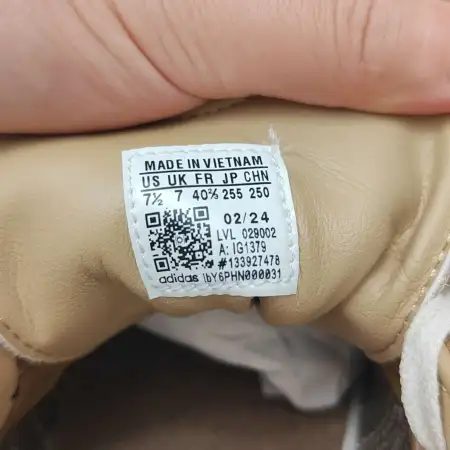 MADE IN VIETNAM
US UK FR JP CHN
7½ 7 40⅔ 255 250
02/24
LVL 029002
A: IG1379
#133927478
adidas IbY6PHN000031